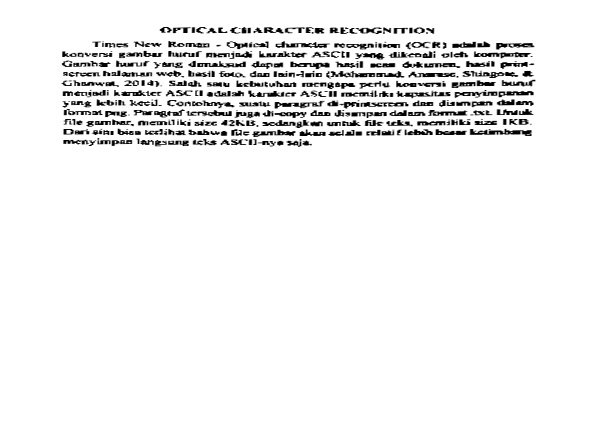 OPTICAL CHARACTER RECOGNITION
Times New Roman - Optical character recognition (OCR) adalah proses
konversi gambar huruf menjadi karakter ASCII yang dikenali oleh komputer.
Gambar huruf yang dimaksud dapat berupa hasil scan dokumen, hasil print-
screen halaman web, hasil foto, dan lain-lain (Mohammad, Anarase, Shingote, &
Ghanwat, 2014). Salah satu kebutuhan mengapa perlu konversi gambar huruf
menjadi karakter ASCII adalah karakter ASCII memiliki kapasitas penyimpanan
yang lebih kecil. Contohnya, suatu paragraf di-printscreen dan disimpan dalam
format png. Paragraf tersebut juga di-copy dan disimpan dalam format .txt. Untuk
file gambar, memiliki size 42KB, sedangkan untuk file teks, memiliki size 1KB.
Dari sini bisa terlihat bahwa file gambar akan selalu relatif lebih besar ketimbang
menyimpan langsung teks ASCII-nya saja.